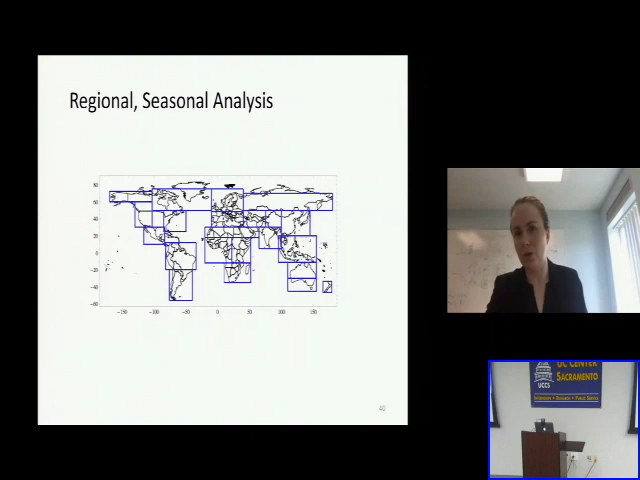 Regional, Seasonal Analysis
80
60
40
20
0
−20
−40
−60
−150 −100 −50 0 50 100 150
40
UC CENTER
SACRAMENTO
UCCS